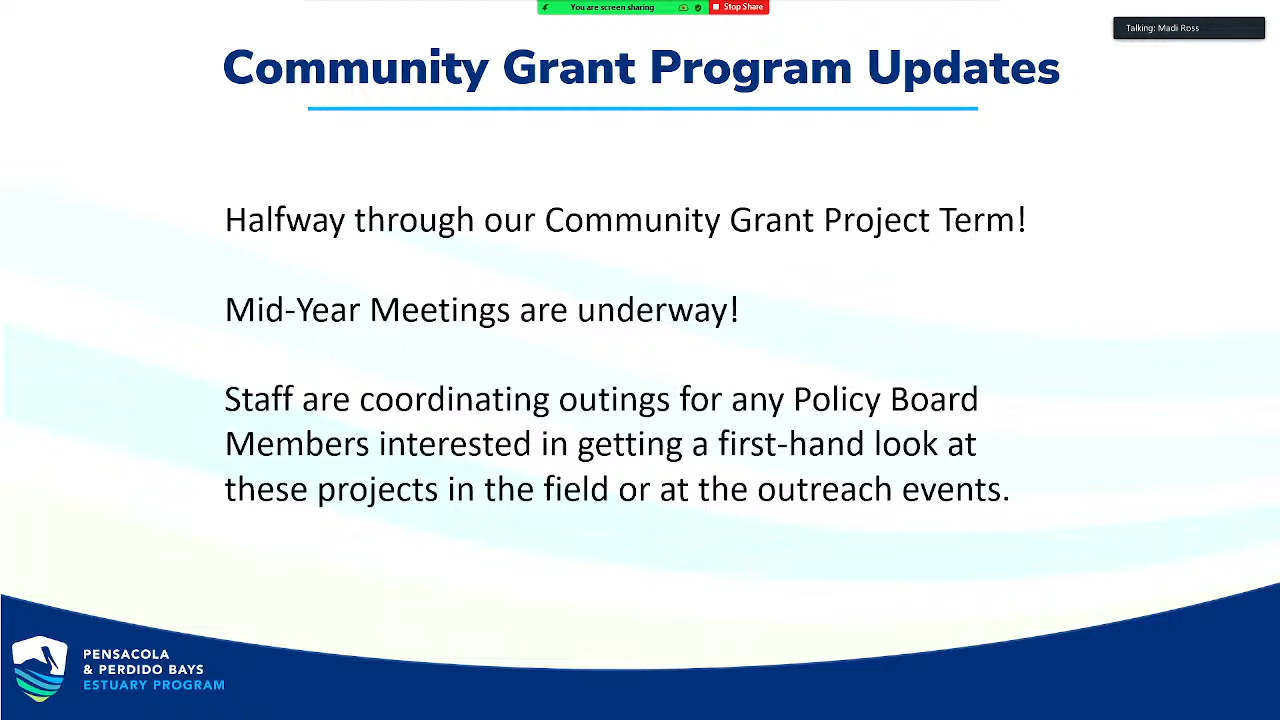 You are screen sharing
Stop Share
Talking: Madi Ross
Community Grant Program Updates
Halfway through our Community Grant Project Term!
Mid-Year Meetings are underway!
Staff are coordinating outings for any Policy Board
Members interested in getting a first-hand look at
these projects in the field or at the outreach events.
PENSACOLA
& PERDIDO BAYS
ESTUARY PROGRAM